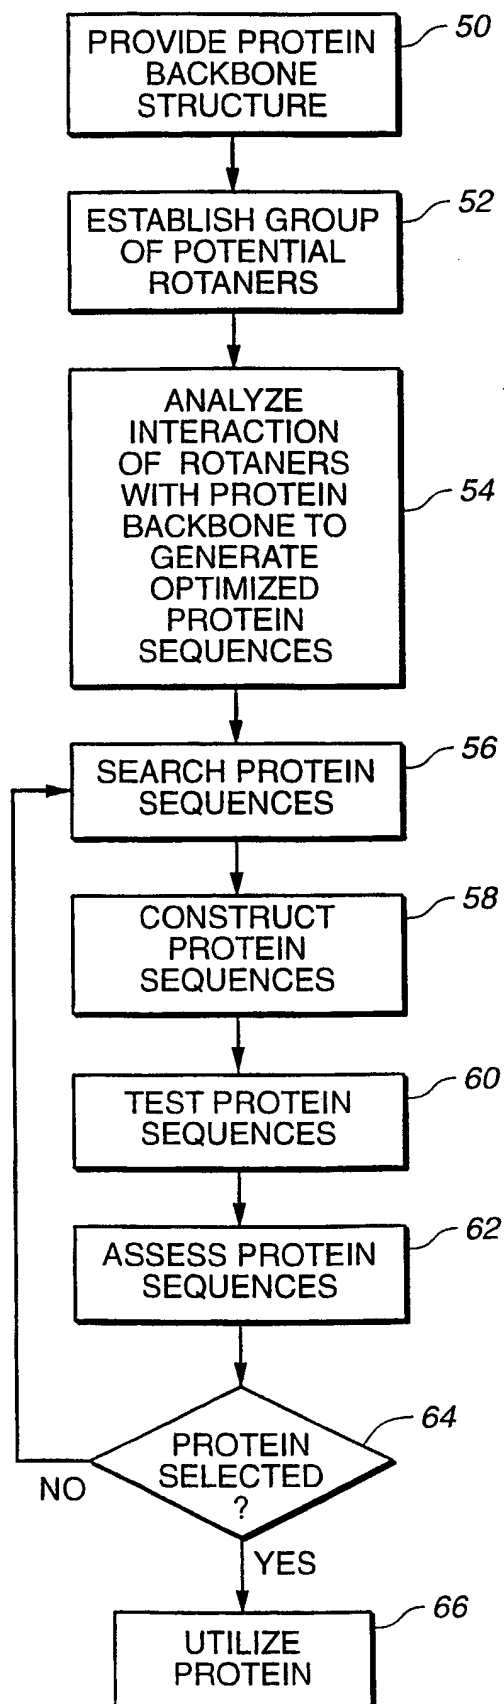 PROVIDE PROTEIN
BACKBONE
STRUCTURE
50
ESTABLISH GROUP
OF POTENTIAL
ROTANERS
52
ANALYZE
INTERACTION
OF ROTANERS
WITH PROTEIN
BACKBONE TO
GENERATE
OPTIMIZED
PROTEIN
SEQUENCES
54
SEARCH PROTEIN
SEQUENCES
56
CONSTRUCT
PROTEIN
SEQUENCES
58
TEST PROTEIN
SEQUENCES
60
ASSESS PROTEIN
SEQUENCES
62
PROTEIN
SELECTED
?
64
NO
YES
UTILIZE
PROTEIN
66